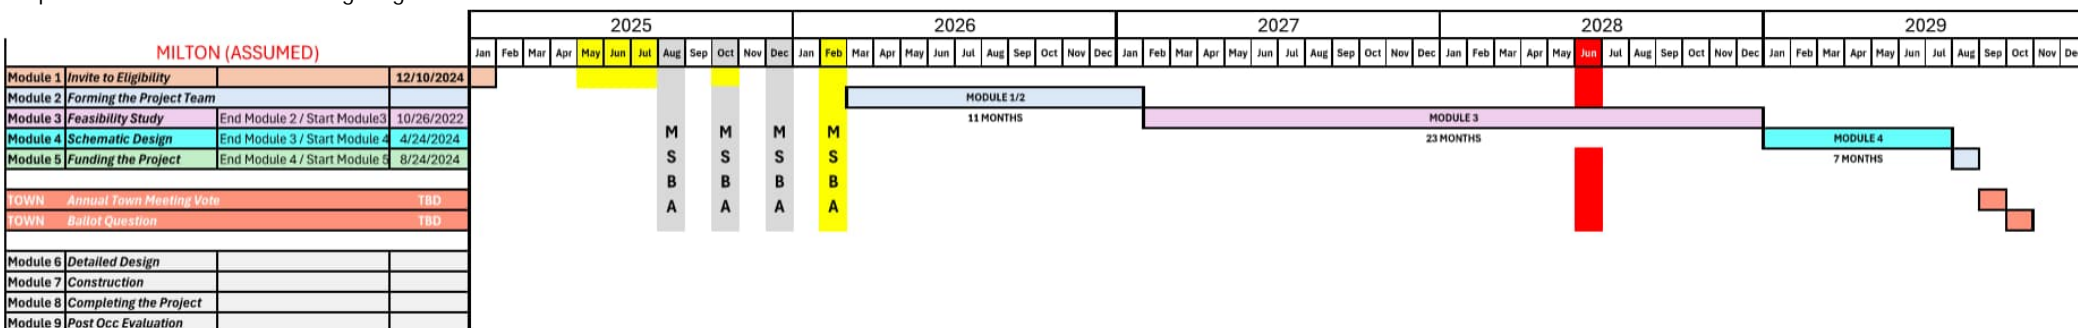 2025 2026 2027 2028 2029
MILTON (ASSUMED) Jan Feb Mar Apr May Jun Jul Aug Sep Oct Nov Dec Jan Feb Mar Apr May Jun Jul Aug Sep Oct Nov Dec Jan Feb Mar Apr May Jun Jul Aug Sep Oct Nov Dec Jan Feb Mar Apr May Jun Jul Aug Sep Oct Nov Dec Jan Feb Mar Apr May Jun Jul Aug Sep Oct Nov De
Module 1 Invite to Eligibility 12/10/2024
Module 2 Forming the Project Team MODULE 1/2
Module 3 Feasibility Study End Module 2 / Start Module3 10/26/2022 11 MONTHS MODULE 3
Module 4 Schematic Design End Module 3 / Start Module 4 4/24/2024 M M M M 23 MONTHS MODULE 4
Module 5 Funding the Project End Module 4 / Start Module 5 8/24/2024 S S S S 7 MONTHS
B B B B
TOWN Annual Town Meeting Vote TBD A A A A
TOWN Ballot Question TBD
Module 6 Detailed Design
Module 7 Construction
Module 8 Completing the Project
Module 9 Post Occ Evaluation